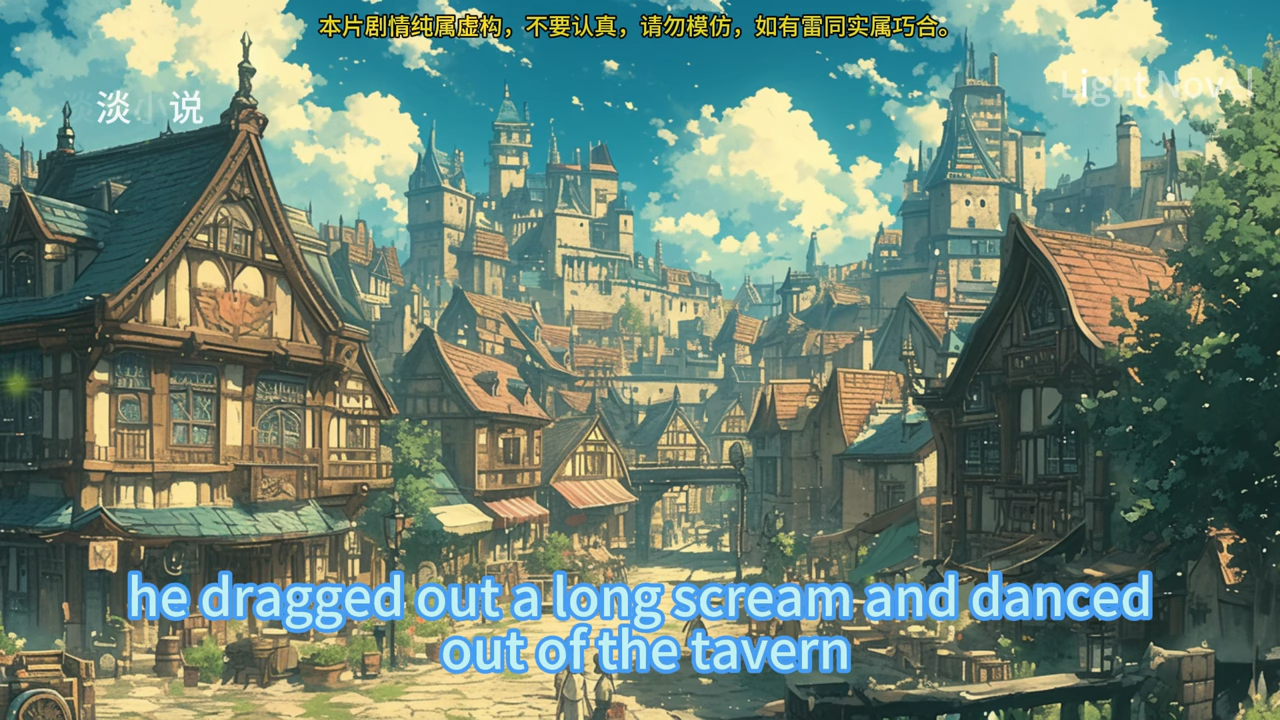 本片剧情纯属虚构，不要认真，请勿模仿，如有雷同实属巧合。
淡小说
Light Novel
he dragged out a long scream and danced
out of the tavern